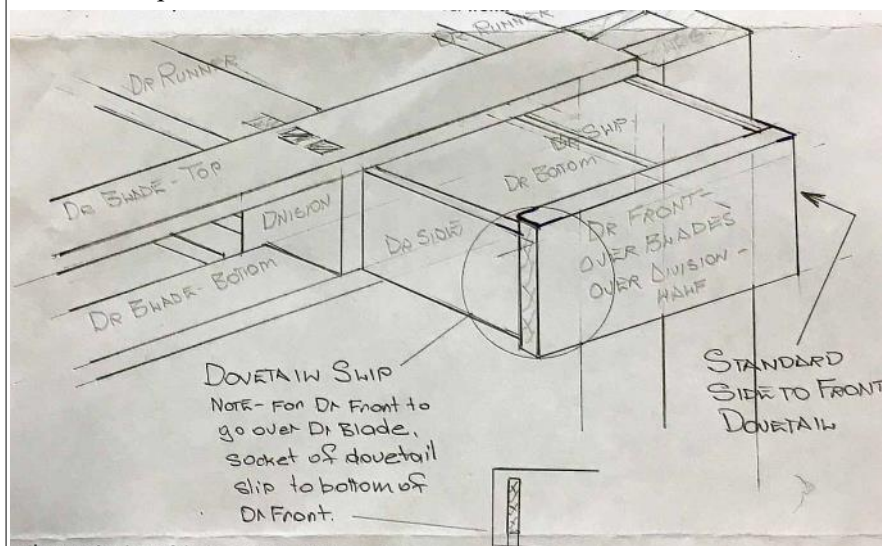 DR RUNNER
DR RUNNER
DR BLADE - TOP
DIVISION
DR SLIP
DR BOTTOM
DR SIDE
DR FRONT -
OVER BLADES
OVER DIVISION -
HALF
DR BLADE - BOTTOM
DOVETAIL SLIP
NOTE - FOR DR Front to
go over Dr Blade,
socket of dovetail
slip to bottom of
DR Front.
STANDARD
SIDE TO FRONT
DOVETAIL